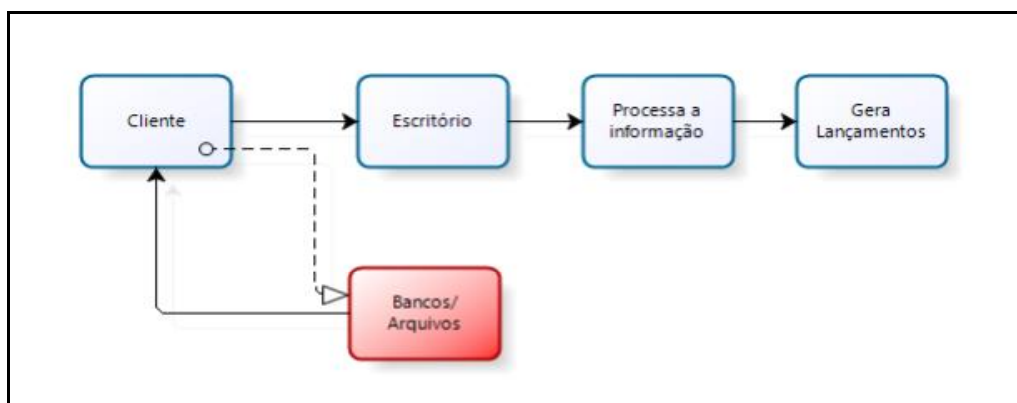 Cliente
Escritório
Processa a
informação
Gera
Lançamentos
Bancos/
Arquivos